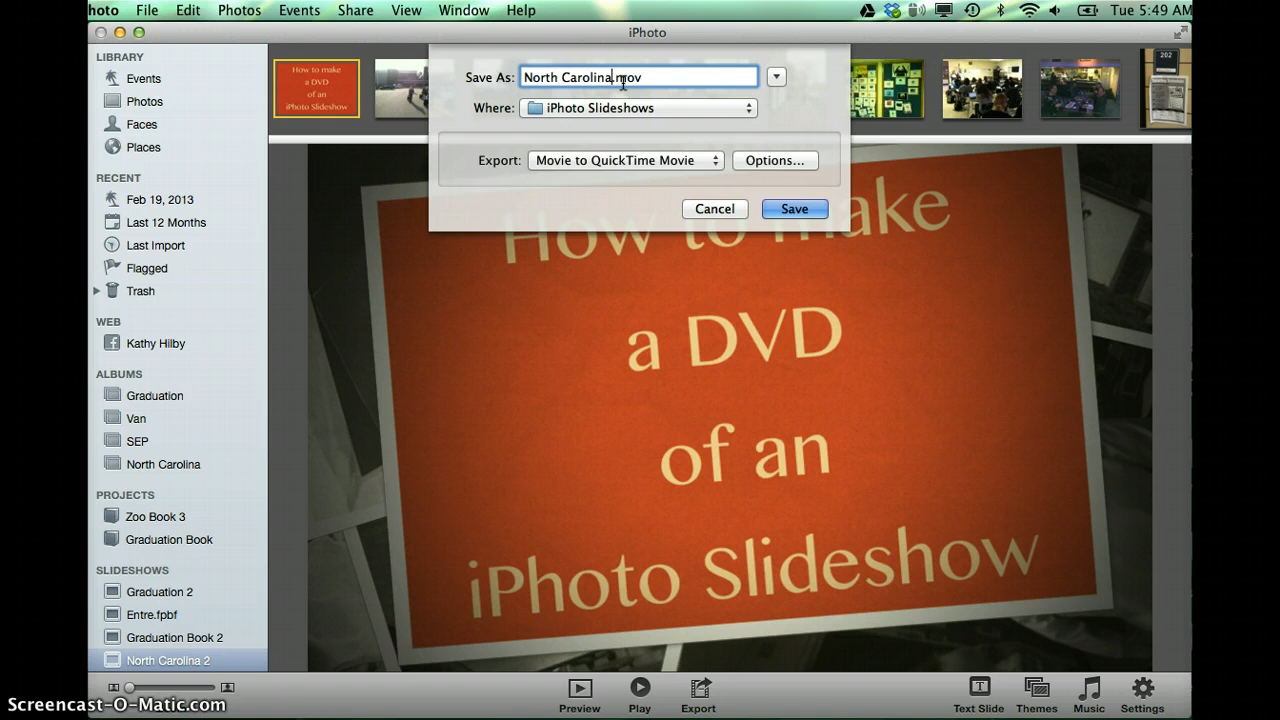 hoto File Edit Photos Events Share View Window Help Tue 5:49 AM
iPhoto
LIBRARY
Events
Photos
Faces
Places
RECENT
Feb 19, 2013
Last 12 Months
Last Import
Flagged
Trash
WEB
Kathy Hilby
ALBUMS
Graduation
Van
SEP
North Carolina
PROJECTS
Zoo Book 3
Graduation Book
SLIDESHOWS
Graduation 2
Entre.fpbf
Graduation Book 2
North Carolina 2
How to make
a DVD
of an
iPhoto Slideshow
202
Save As: North Carolina.mov
Where: iPhoto Slideshows
Export: Movie to QuickTime Movie Options...
Cancel Save
How to make
a DVD
of an
iPhoto Slideshow
Preview Play Export Text Slide Themes Music Settings
Screencast-O-Matic.com